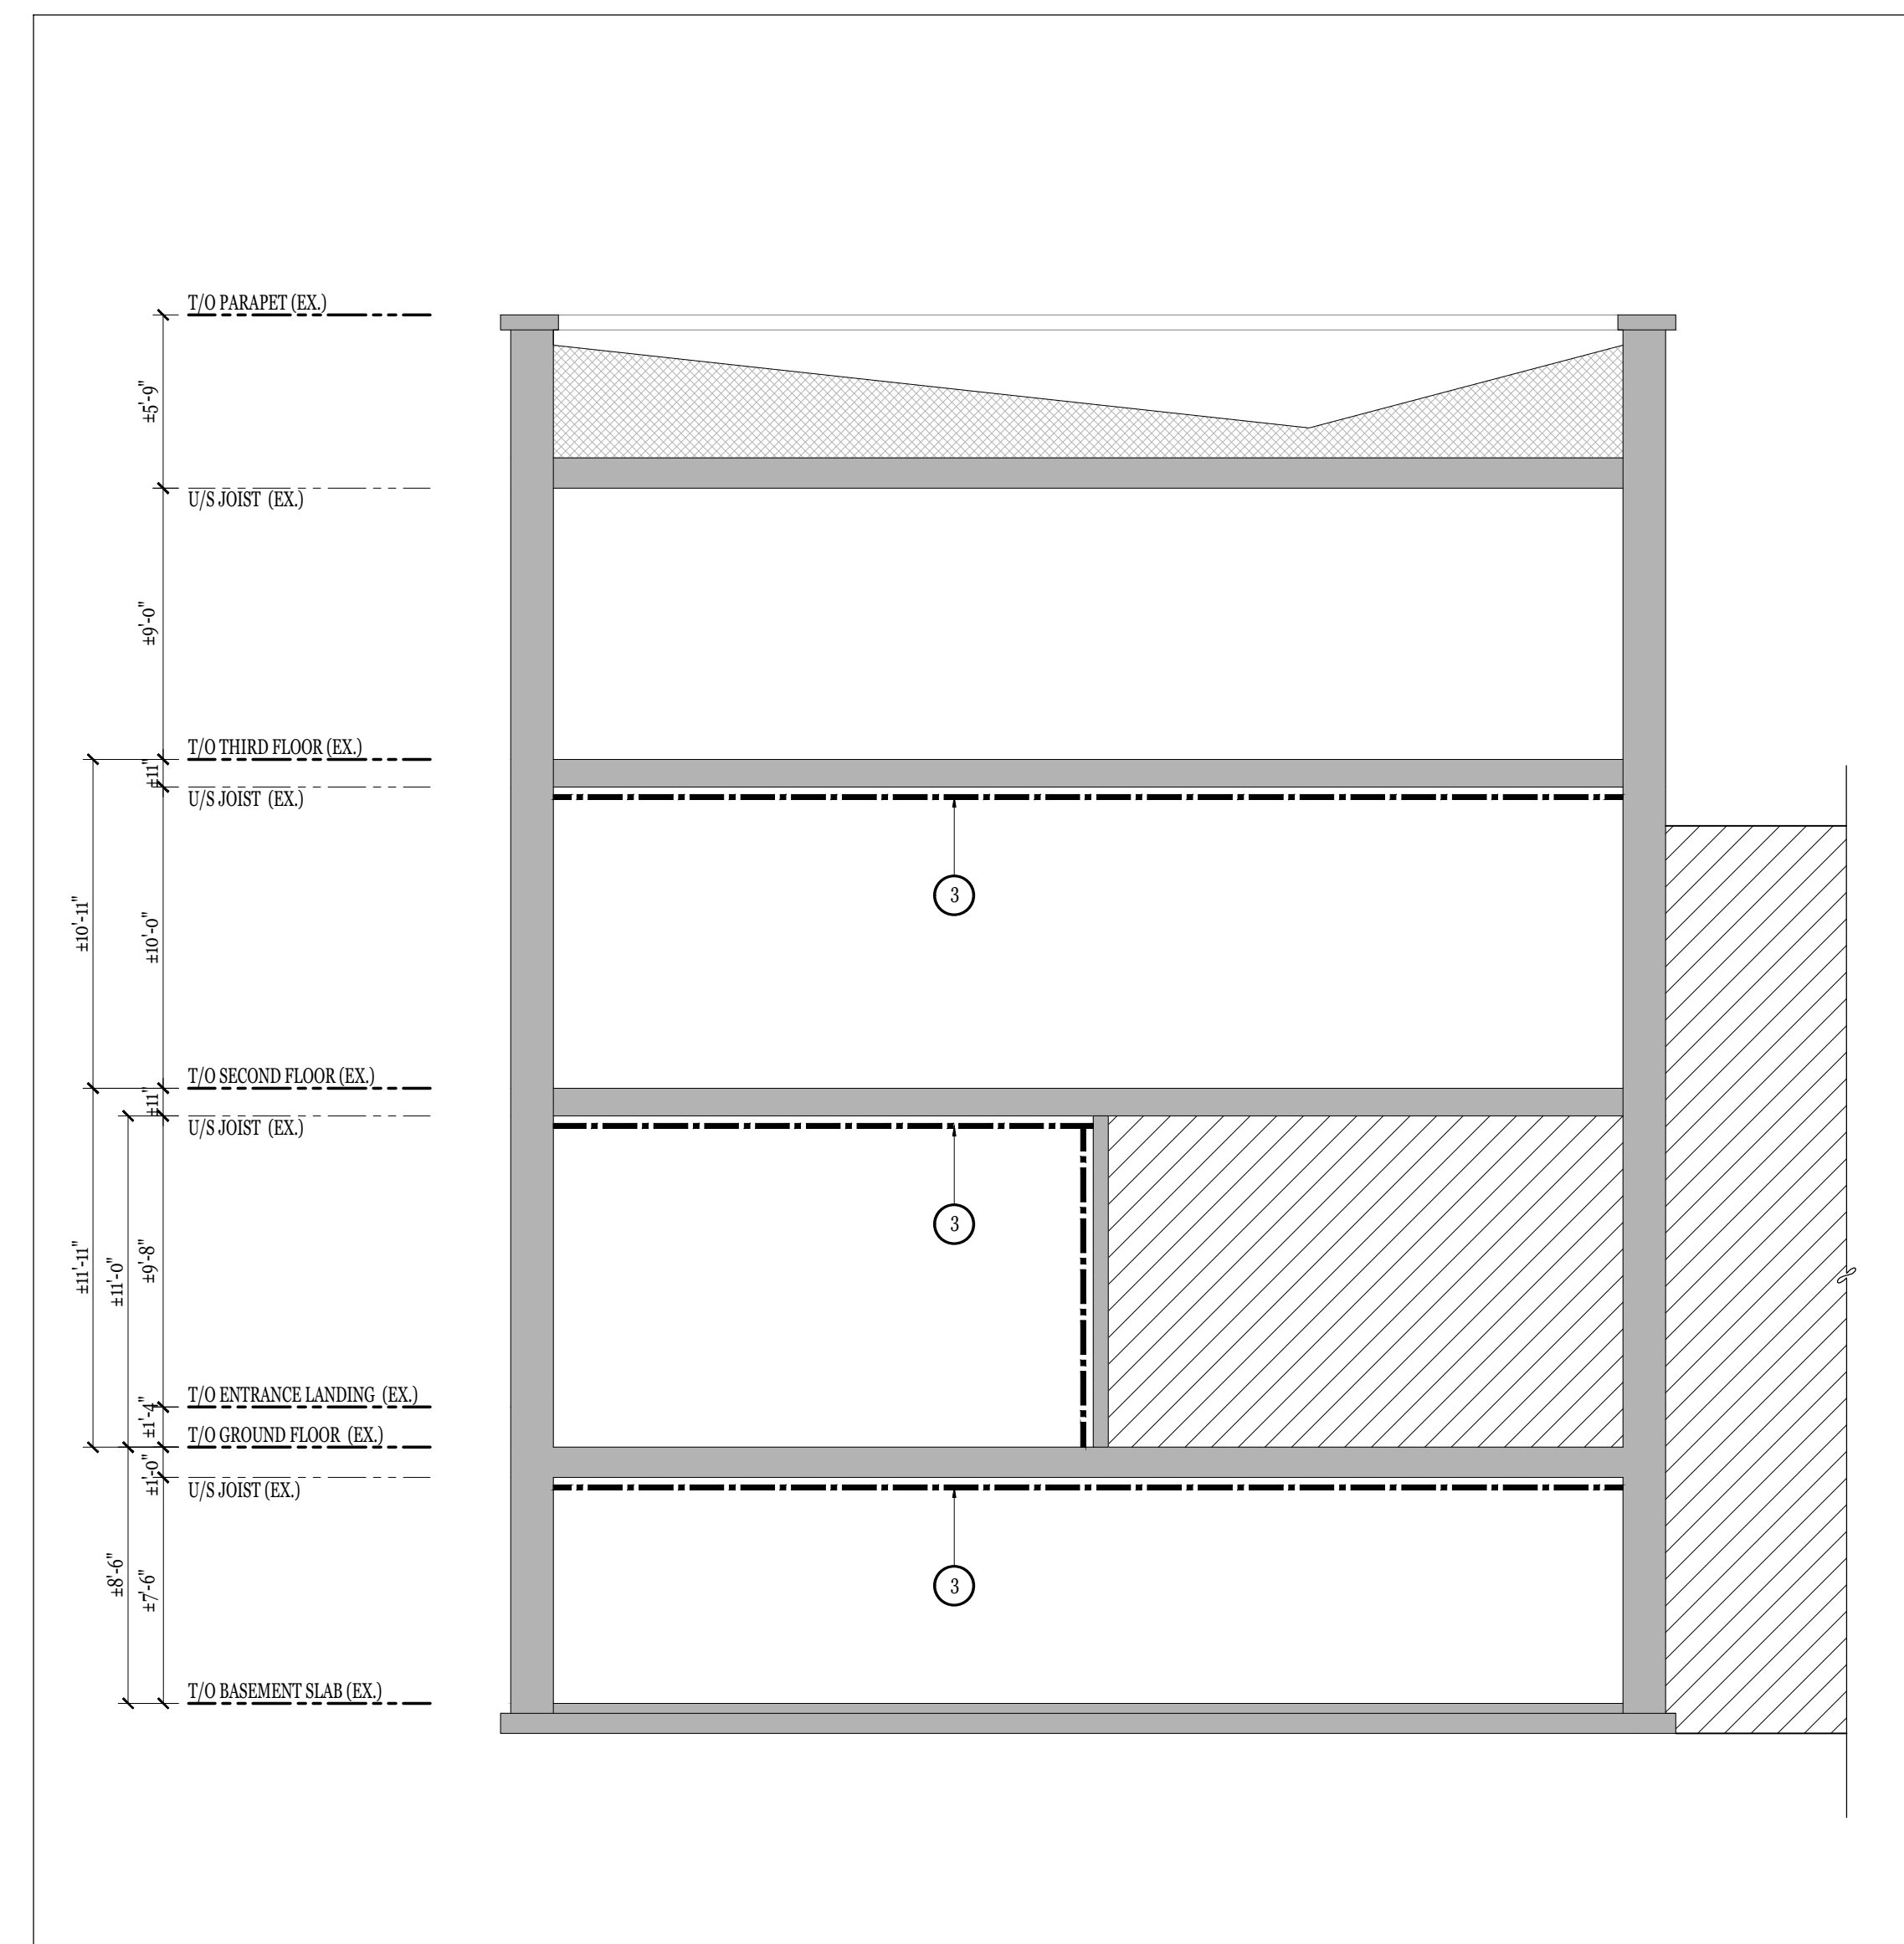 T/O PARAPET (EX.)
±5'-9"
U/S JOIST (EX.)
±9'-0"
T/O THIRD FLOOR (EX.)
±11"
U/S JOIST (EX.)
3
±10'-11"
±10'-0"
T/O SECOND FLOOR (EX.)
±11"
U/S JOIST (EX.)
3
±11'-11"
±11'-0"
±9'-8"
T/O ENTRANCE LANDING (EX.)
±1'-4"
T/O GROUND FLOOR (EX.)
±1'-0"
U/S JOIST (EX.)
3
±8'-6"
±7'-6"
T/O BASEMENT SLAB (EX.)